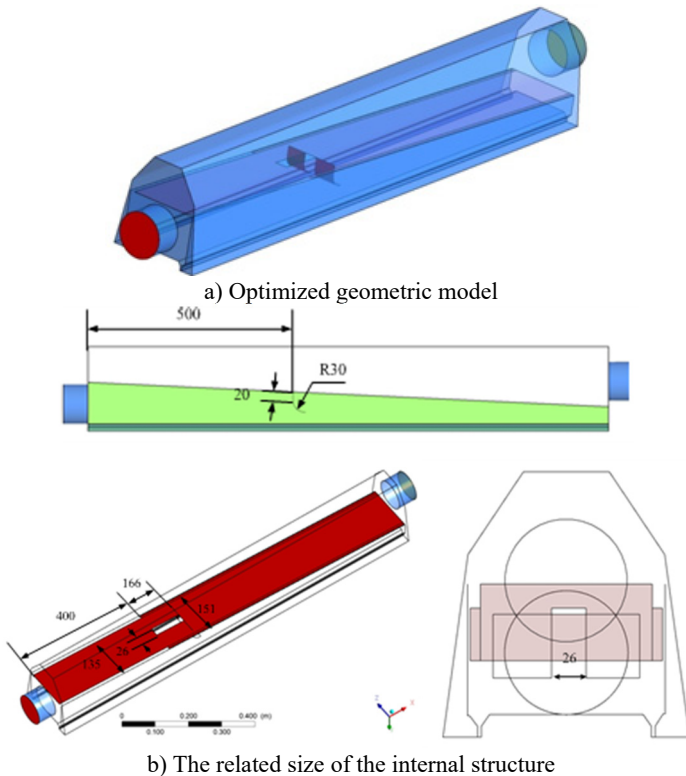 a) Optimized geometric model
500
R30
20
166
400
151
26
135
26
0 0.200 0.400 (m)
0.100 0.300
Z X
b) The related size of the internal structure